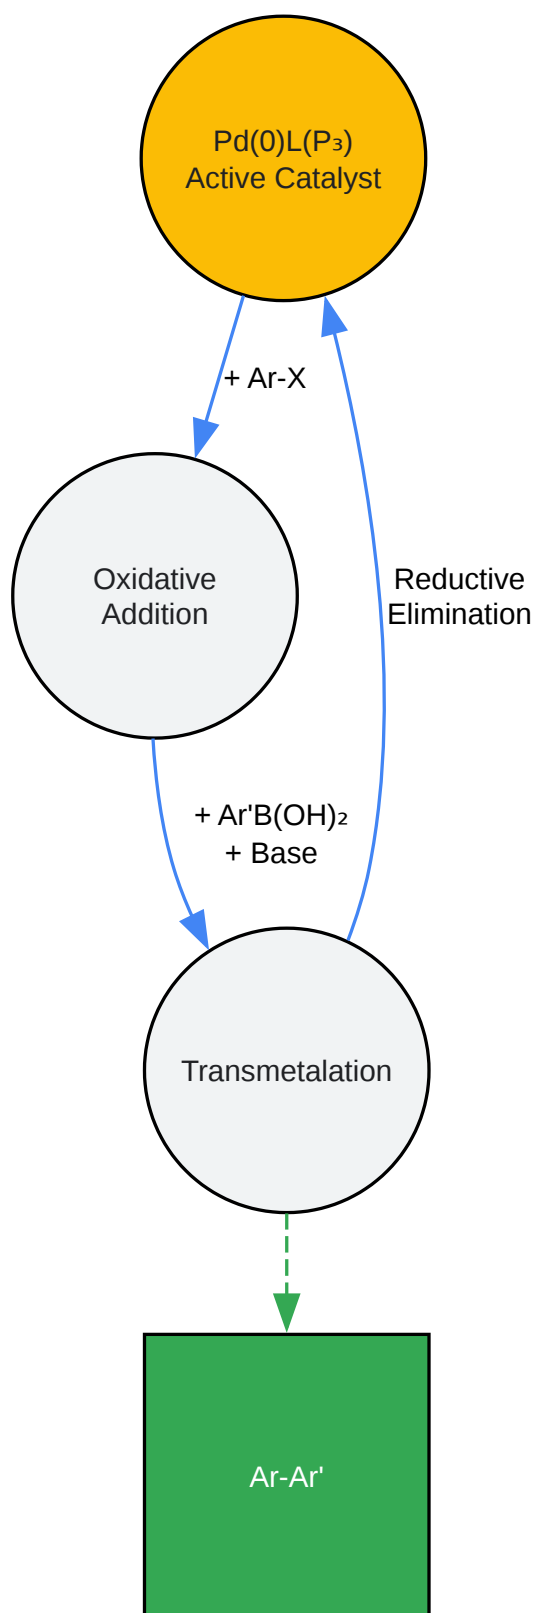 Pd(0)L(P₃)
Active Catalyst
+ Ar-X
Oxidative
Addition
Reductive
Elimination
+ Ar'B(OH)₂
+ Base
Transmetalation
Ar-Ar'